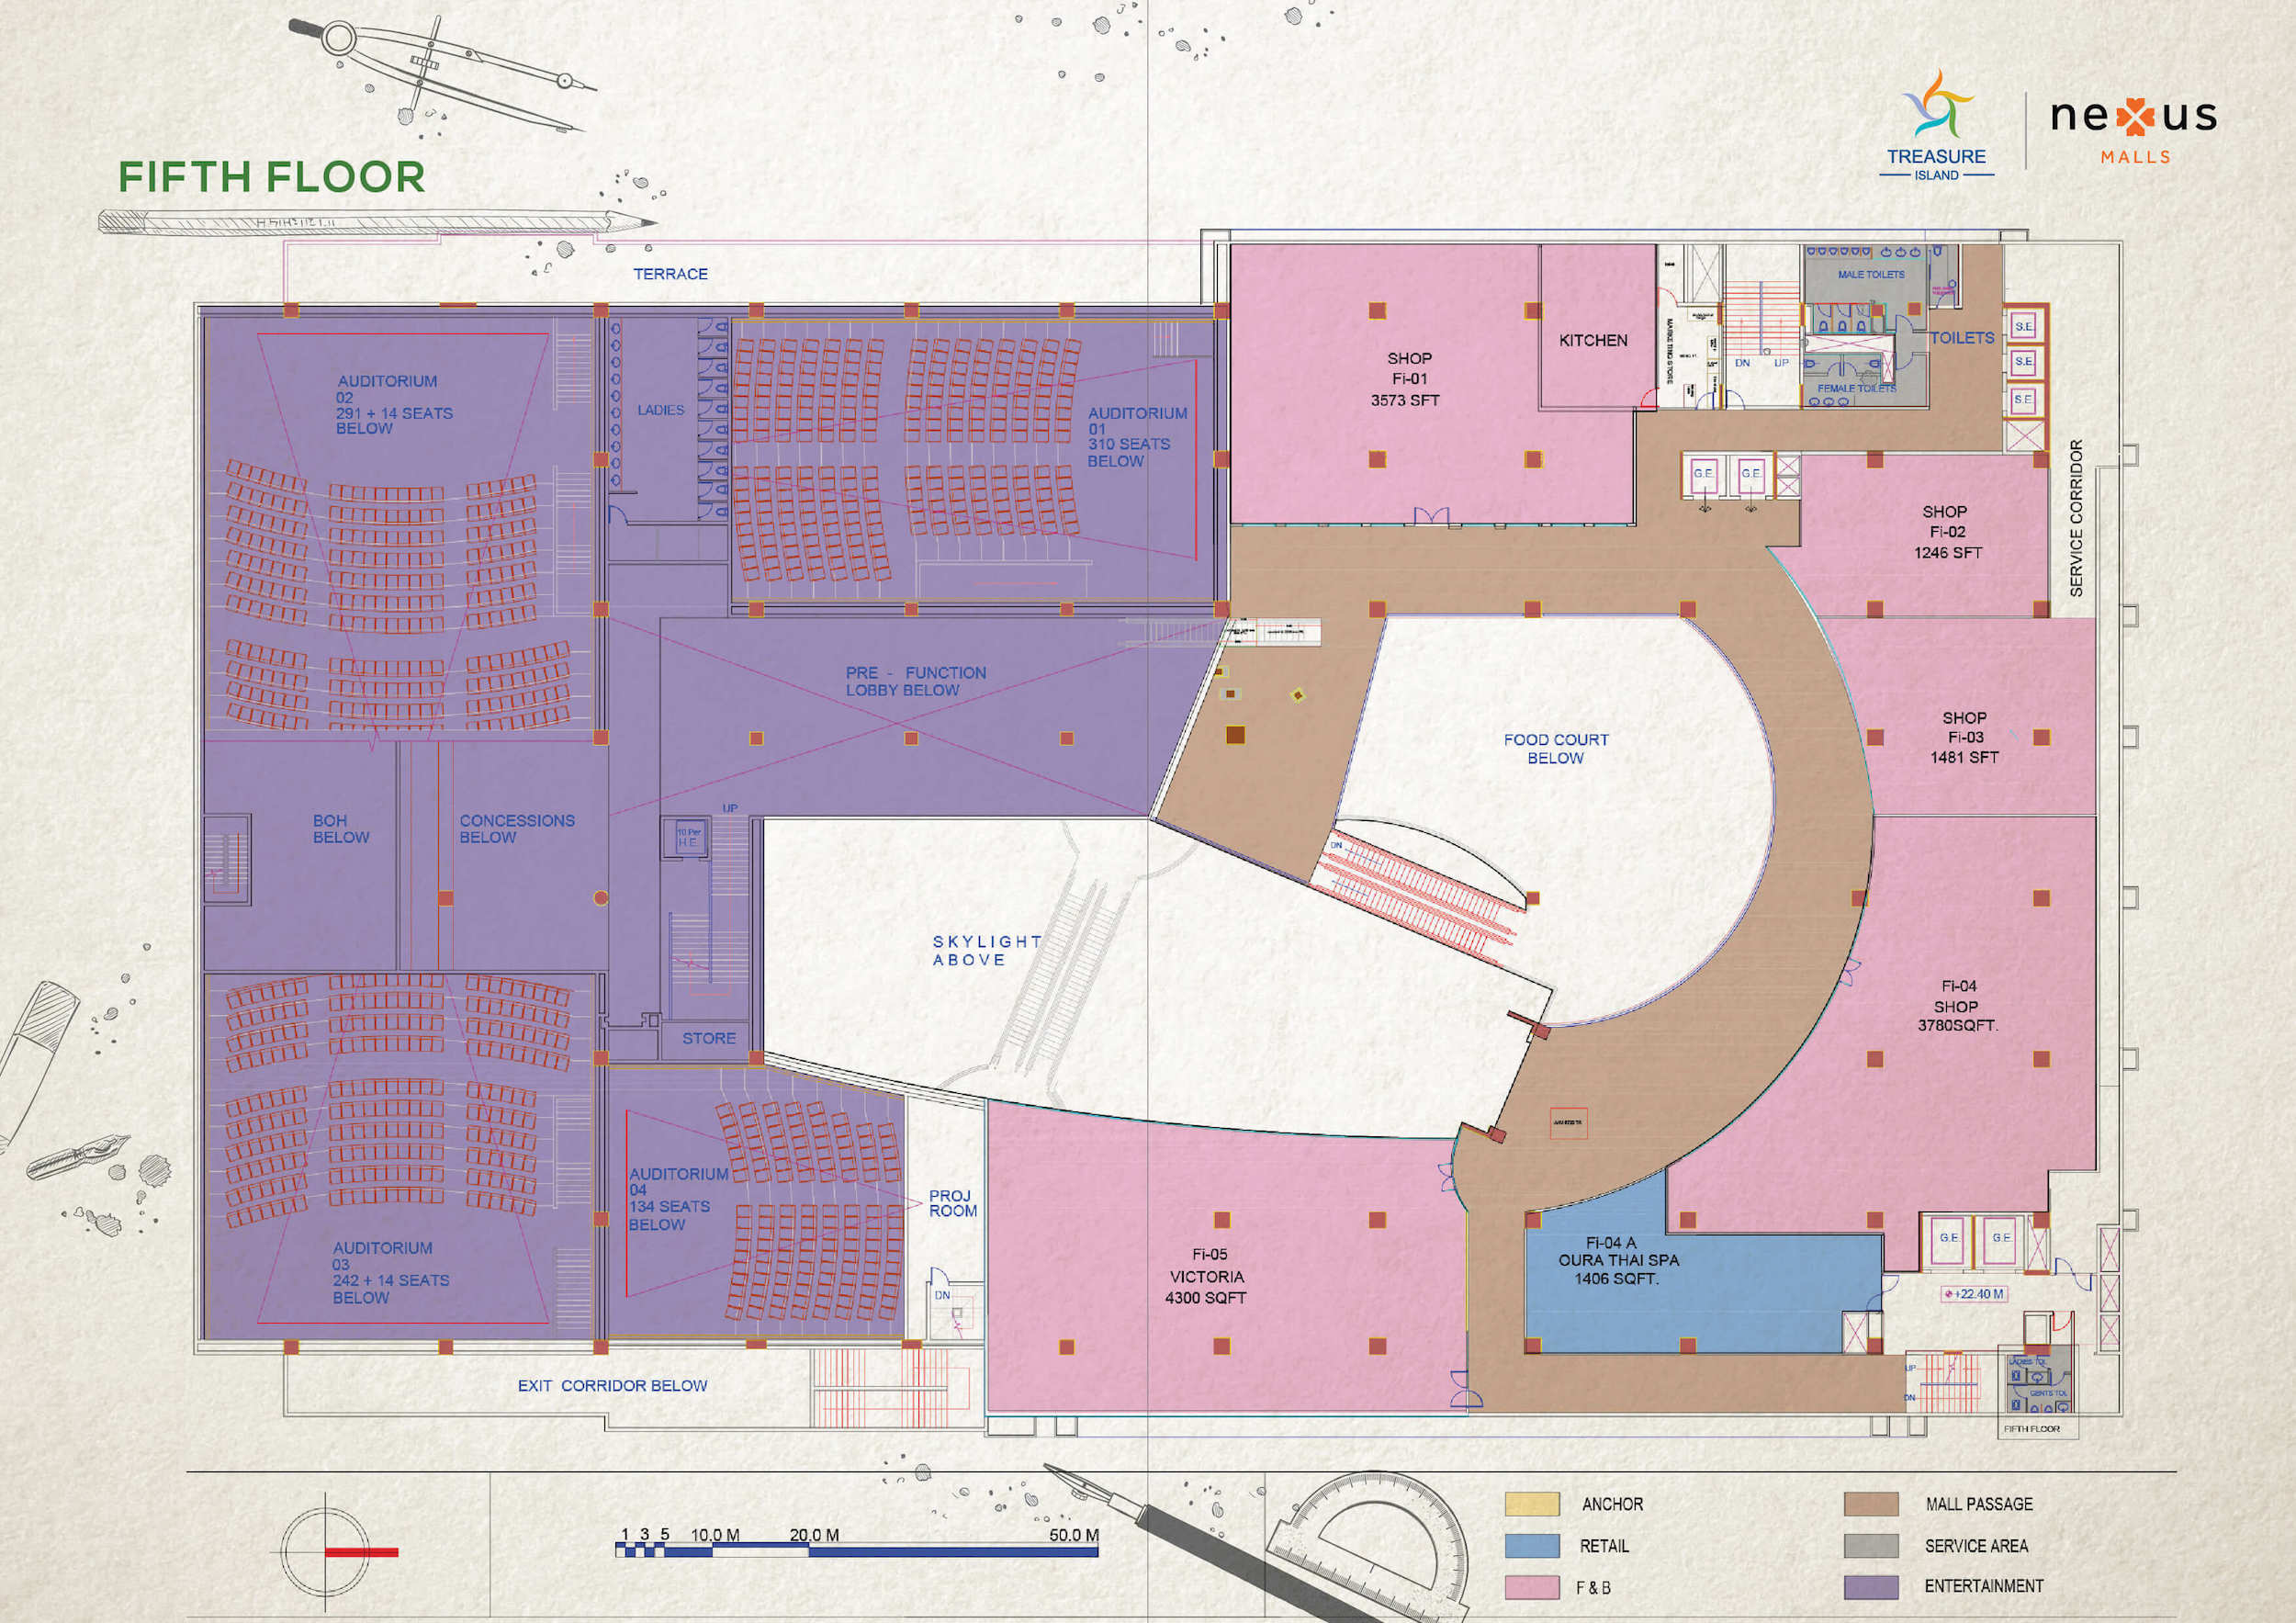 FIFTH FLOOR
TREASURE
ISLAND
nexus
MALLS
TERRACE
AUDITORIUM
02
291 + 14 SEATS
BELOW
LADIES
AUDITORIUM
01
310 SEATS
BELOW
SHOP
Fi-01
3573 SFT
KITCHEN
MARKETING STORE
DN
UP
MALE TOILETS
FEMALE TOILETS
TOILETS
S.E.
S.E.
S.E.
G.E.
G.E.
SHOP
Fi-02
1246 SFT
SERVICE CORRIDOR
PRE - FUNCTION
LOBBY BELOW
FOOD COURT
BELOW
SHOP
Fi-03
1481 SFT
BOH
BELOW
CONCESSIONS
BELOW
UP
10 Per
H.E.
DN
SKYLIGHT
ABOVE
STORE
Fi-04
SHOP
3780SQFT.
AUDITORIUM
04
134 SEATS
BELOW
PROJ
ROOM
DN
AUDITORIUM
03
242 + 14 SEATS
BELOW
Fi-05
VICTORIA
4300 SQFT
Fi-04 A
OURA THAI SPA
1406 SQFT.
G.E.
G.E.
+22.40 M
UP
DN
LADIES TOI.
GENTS TOI.
FIFTH FLOOR
EXIT CORRIDOR BELOW
1 3 5 10.0 M 20.0 M 50.0 M
ANCHOR
RETAIL
F & B
MALL PASSAGE
SERVICE AREA
ENTERTAINMENT